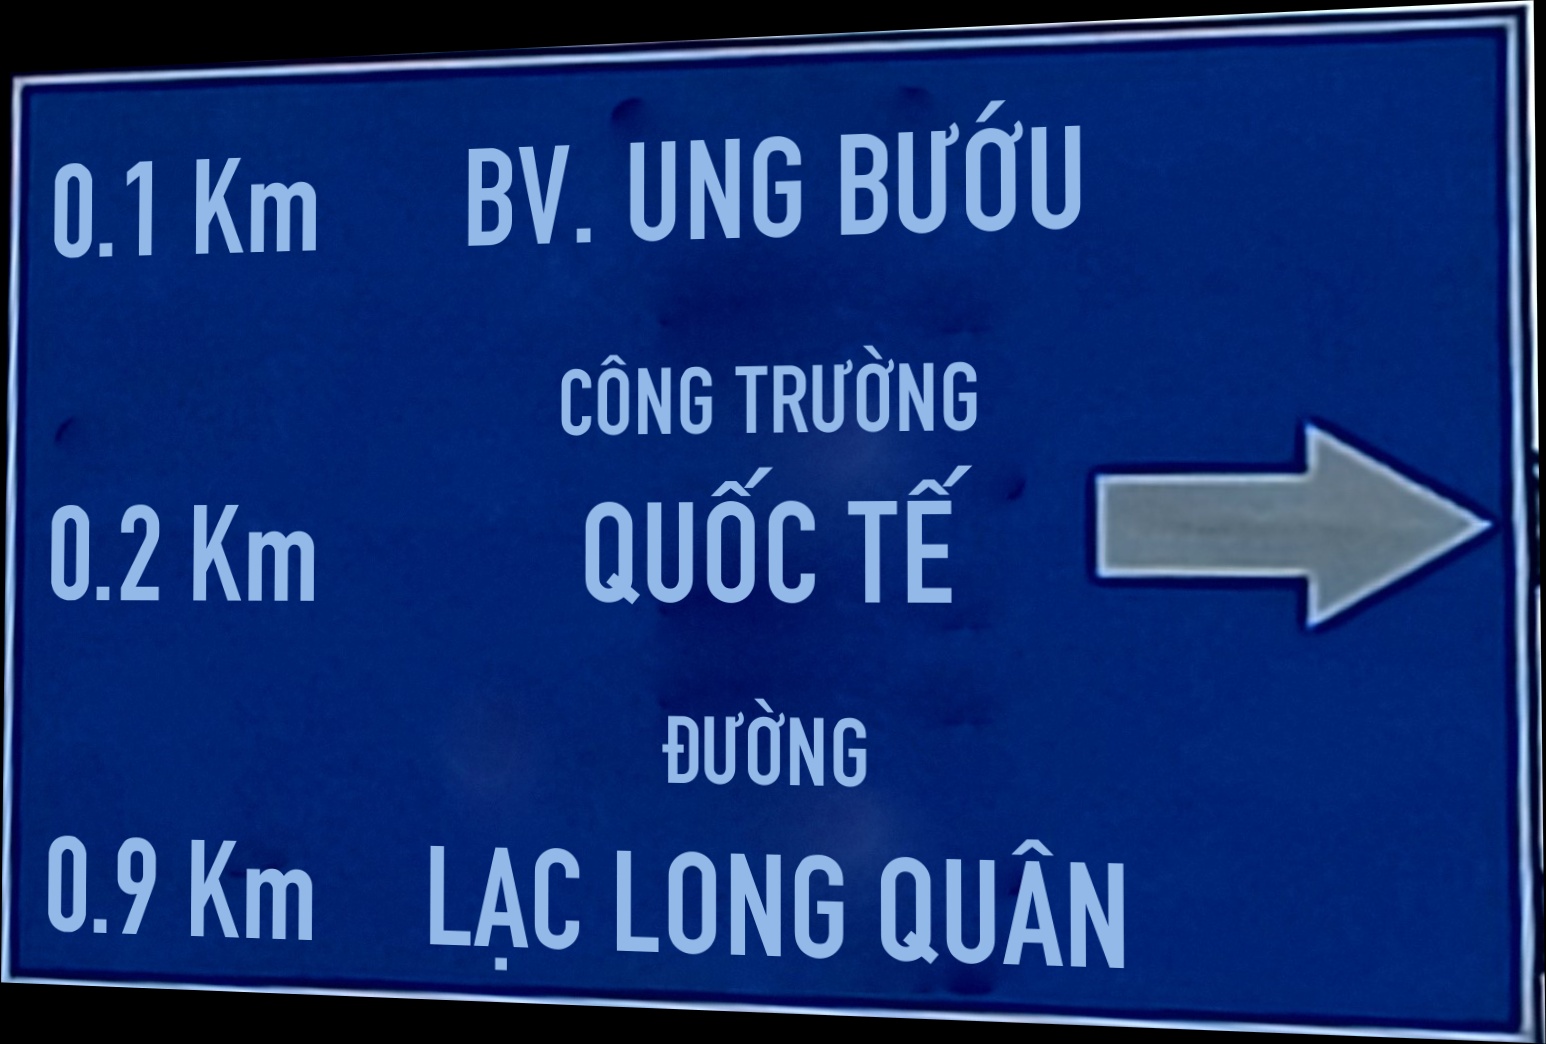 0.1 Km BV. UNG BƯỚU
CÔNG TRƯỜNG
0.2 Km QUỐC TẾ
ĐƯỜNG
0.9 Km LẠC LONG QUÂN